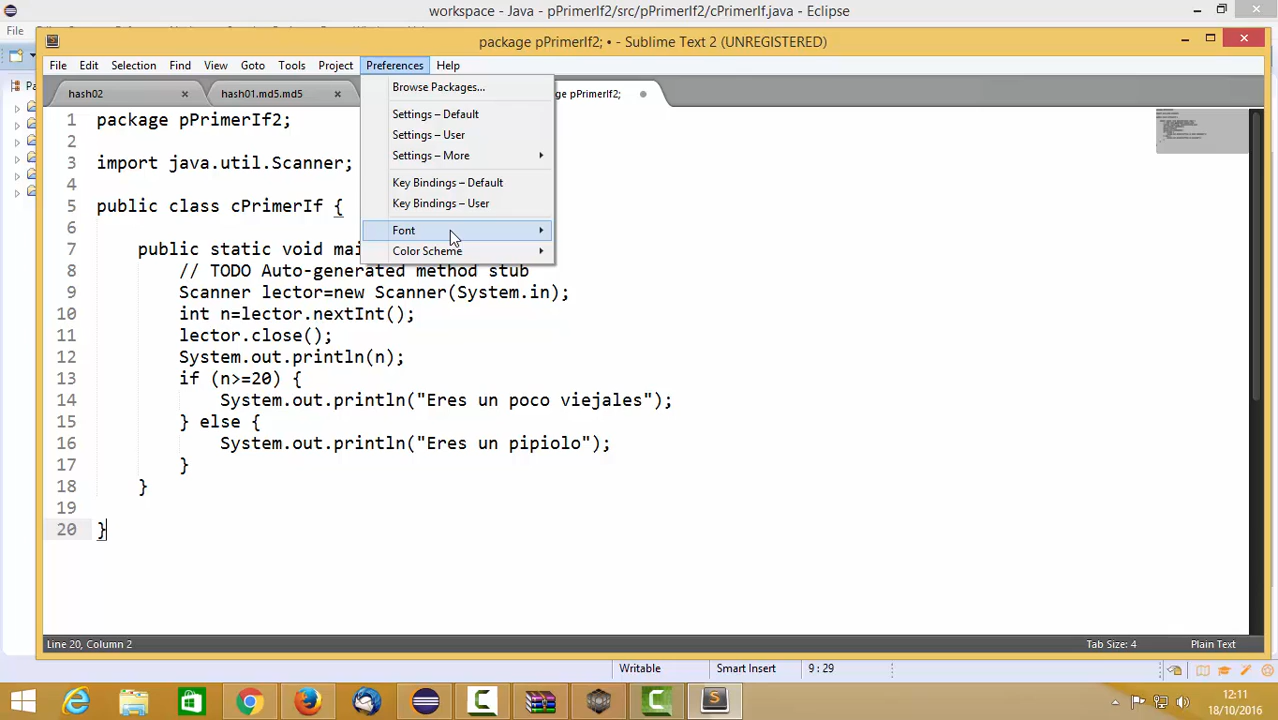 workspace - Java - pPrimerIf2/src/pPrimerIf2/cPrimerIf.java - Eclipse
File
package pPrimerIf2; • - Sublime Text 2 (UNREGISTERED)
File Edit Selection Find View Goto Tools Project Preferences Help
Pa
hash02 × hash01.md5.md5 × ge pPrimerIf2;
Browse Packages...
Settings – Default
Settings – User
Settings – More
Key Bindings – Default
Key Bindings – User
Font
Color Scheme
1 package pPrimerIf2;
2
3 import java.util.Scanner;
4
5 public class cPrimerIf {
6
7 public static void mai
8 // TODO Auto-generated method stub
9 Scanner lector=new Scanner(System.in);
10 int n=lector.nextInt();
11 lector.close();
12 System.out.println(n);
13 if (n>=20) {
14 System.out.println("Eres un poco viejales");
15 } else {
16 System.out.println("Eres un pipiolo");
17 }
18 }
19
20 }
Line 20, Column 2 Tab Size: 4 Plain Text
Writable Smart Insert 9 : 29
12:11
18/10/2016